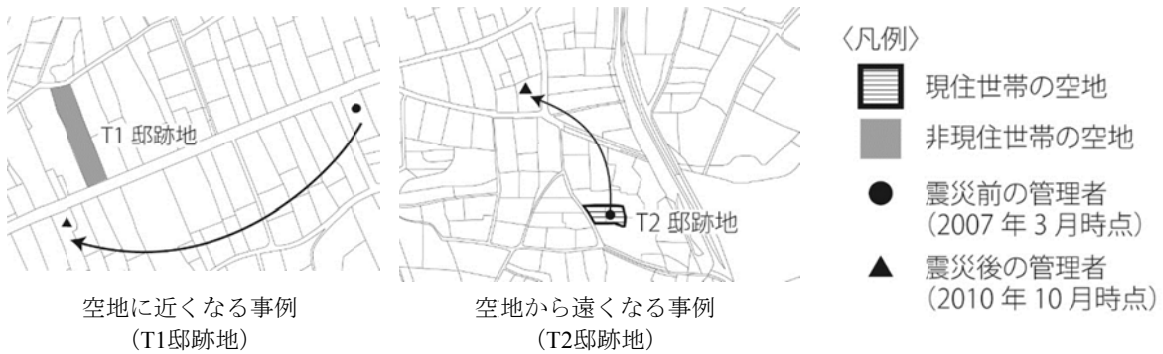 T1 邸跡地
空地に近くなる事例
（T1邸跡地）
T2 邸跡地
空地から遠くなる事例
（T2邸跡地）
〈凡例〉
現住世帯の空地
非現住世帯の空地
震災前の管理者
（2007 年 3 月時点）
震災後の管理者
（2010 年 10 月時点）